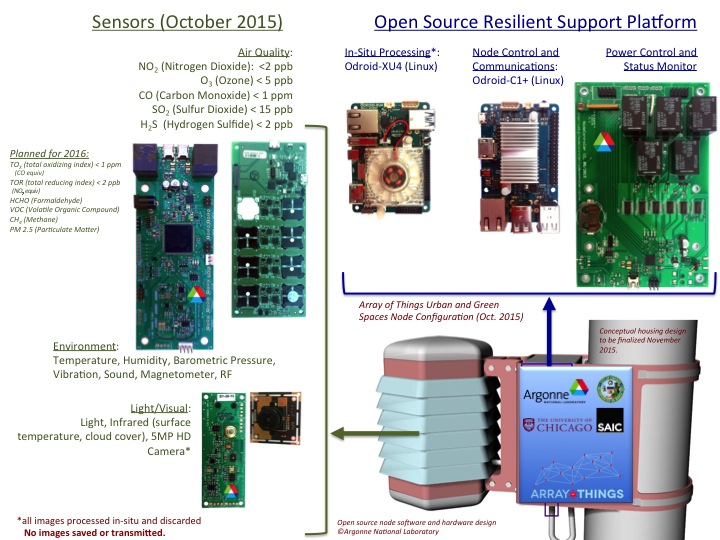 Sensors (October 2015)
Open Source Resilient Support Platform
Air Quality:
NO2 (Nitrogen Dioxide): <2 ppb
O3 (Ozone) < 5 ppb
CO (Carbon Monoxide) < 1 ppm
SO2 (Sulfur Dioxide) < 15 ppb
H2S (Hydrogen Sulfide) < 2 ppb
In-Situ Processing*:
Odroid-XU4 (Linux)
Node Control and
Communications:
Odroid-C1+ (Linux)
Power Control and
Status Monitor
Planned for 2016:
TOx (total oxidizing index) < 1 ppm
(CO equiv)
TOR (total reducing index) < 2 ppb
(NO2 equiv)
HCHO (Formaldehyde)
VOC (Volatile Organic Compound)
CH4 (Methane)
PM 2.5 (Particulate Matter)
Array of Things Urban and Green
Spaces Node Configuration (Oct. 2015)
Conceptual housing design
to be finalized November
2015.
Environment:
Temperature, Humidity, Barometric Pressure,
Vibration, Sound, Magnetometer, RF
Light/Visual:
Light, Infrared (surface
temperature, cloud cover), 5MP HD
Camera*
Argonne
NATIONAL LABORATORY
THE UNIVERSITY OF
CHICAGO
SAIC
ARRAY OF THINGS
*all images processed in-situ and discarded
No images saved or transmitted.
Open source node software and hardware design
©Argonne National Laboratory